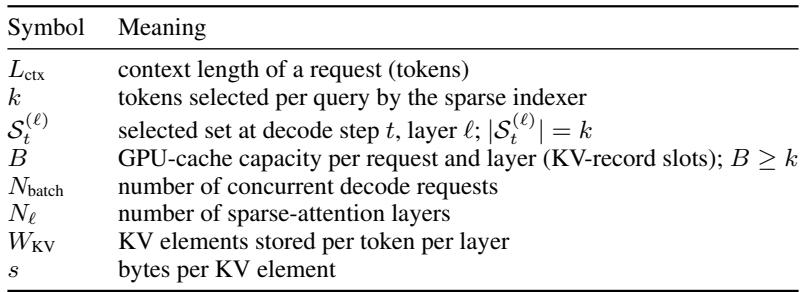 Symbol Meaning
L_ctx context length of a request (tokens)
k tokens selected per query by the sparse indexer
S_t^(ℓ) selected set at decode step t, layer ℓ; |S_t^(ℓ)| = k
B GPU-cache capacity per request and layer (KV-record slots); B ≥ k
N_batch number of concurrent decode requests
N_ℓ number of sparse-attention layers
W_KV KV elements stored per token per layer
s bytes per KV element